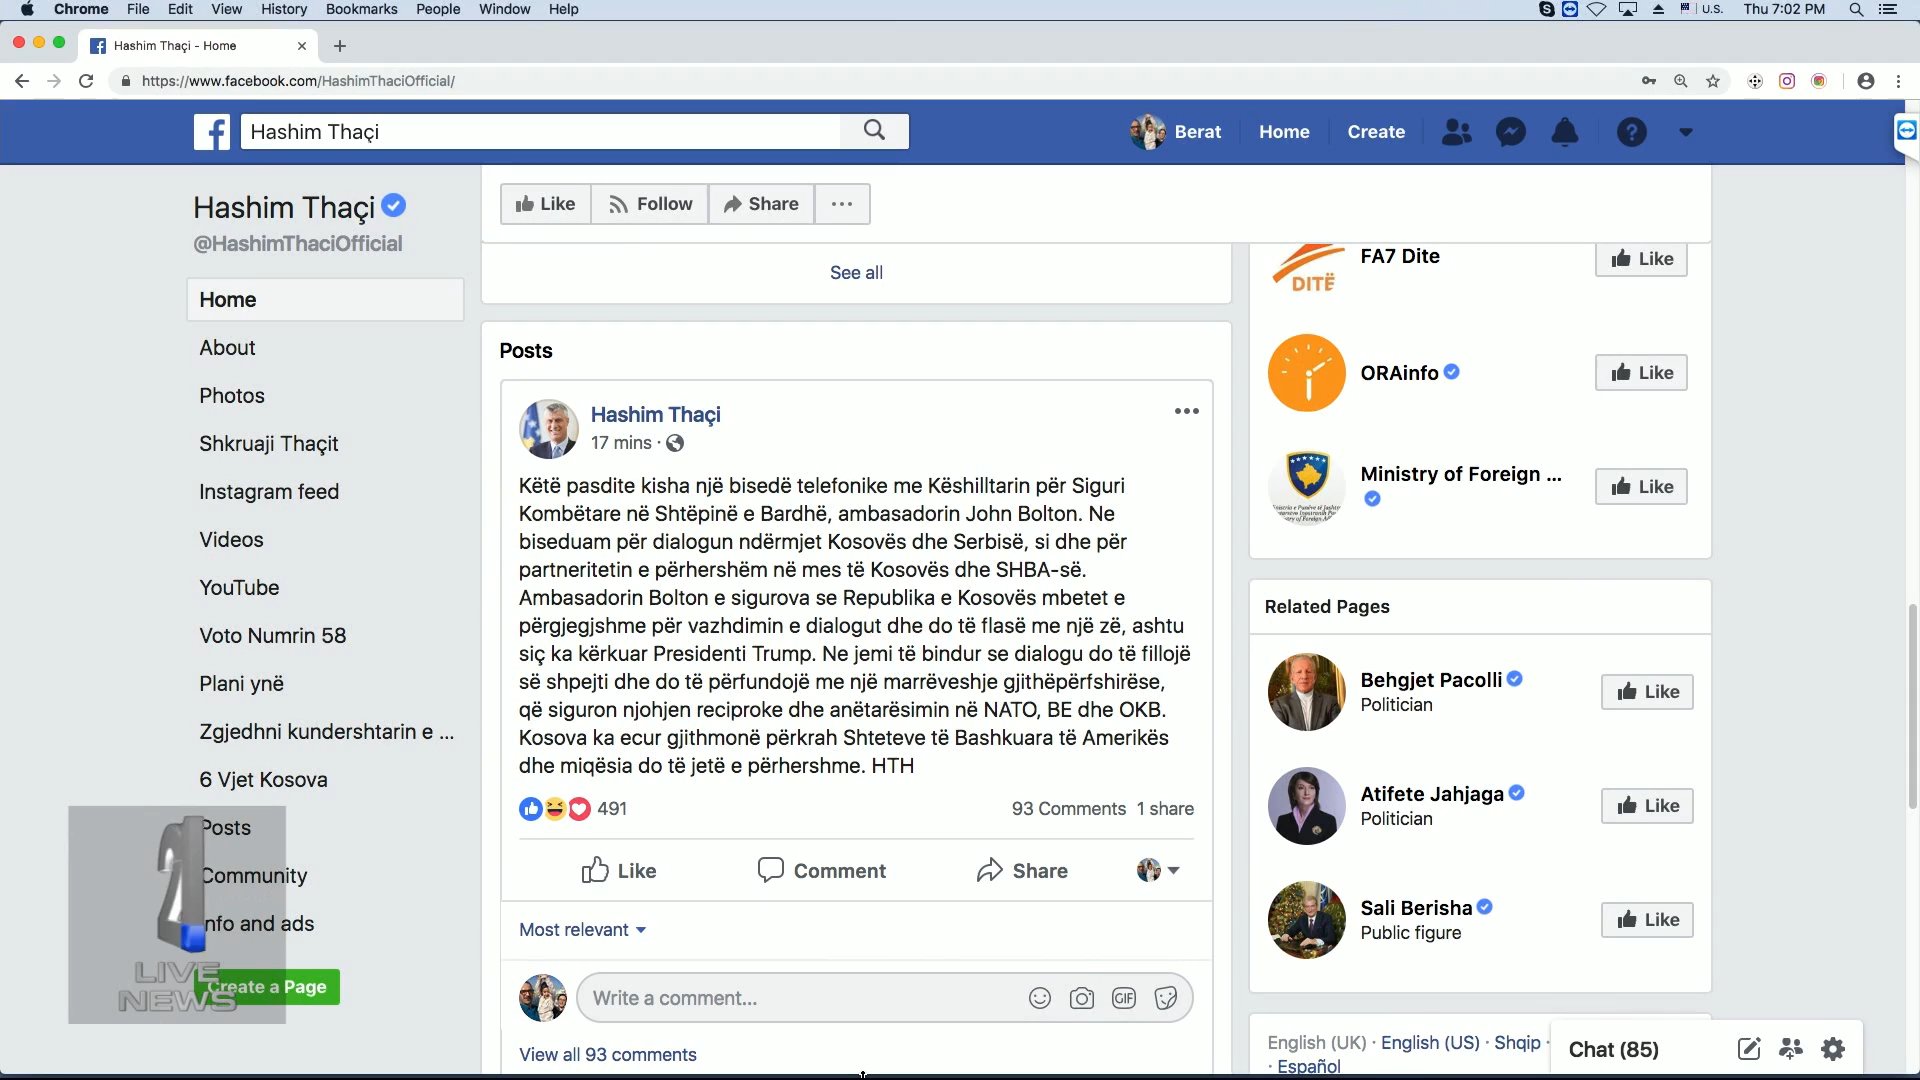 Chrome File Edit View History Bookmarks People Window Help
U.S. Thu 7:02 PM
Hashim Thaçi - Home
https://www.facebook.com/HashimThaciOfficial/
Hashim Thaçi
Berat Home Create
Hashim Thaçi
@HashimThaciOfficial
Home
About
Photos
Shkruaji Thaçit
Instagram feed
Videos
YouTube
Voto Numrin 58
Plani ynë
Zgjedhni kundershtarin e ...
6 Vjet Kosova
Posts
Community
Info and ads
Create a Page
LIVE
NEWS
Like Follow Share
See all
Posts
Hashim Thaçi
17 mins ·
Këtë pasdite kisha një bisedë telefonike me Këshilltarin për Siguri
Kombëtare në Shtëpinë e Bardhë, ambasadorin John Bolton. Ne
biseduam për dialogun ndërmjet Kosovës dhe Serbisë, si dhe për
partneritetin e përhershëm në mes të Kosovës dhe SHBA-së.
Ambasadorin Bolton e sigurova se Republika e Kosovës mbetet e
përgjegjshme për vazhdimin e dialogut dhe do të flasë me një zë, ashtu
siç ka kërkuar Presidenti Trump. Ne jemi të bindur se dialogu do të fillojë
së shpejti dhe do të përfundojë me një marrëveshje gjithëpërfshirëse,
që siguron njohjen reciproke dhe anëtarësimin në NATO, BE dhe OKB.
Kosova ka ecur gjithmonë përkrah Shteteve të Bashkuara të Amerikës
dhe miqësia do të jetë e përhershme. HTH
491
93 Comments 1 share
Like Comment Share
Most relevant
Write a comment...
GIF
View all 93 comments
DITË
FA7 Dite
Like
ORAinfo
Like
Ministry of Foreign ...
Like
Related Pages
Behgjet Pacolli
Politician
Like
Atifete Jahjaga
Politician
Like
Sali Berisha
Public figure
Like
English (UK) · English (US) · Shqip ·
· Español
Chat (85)